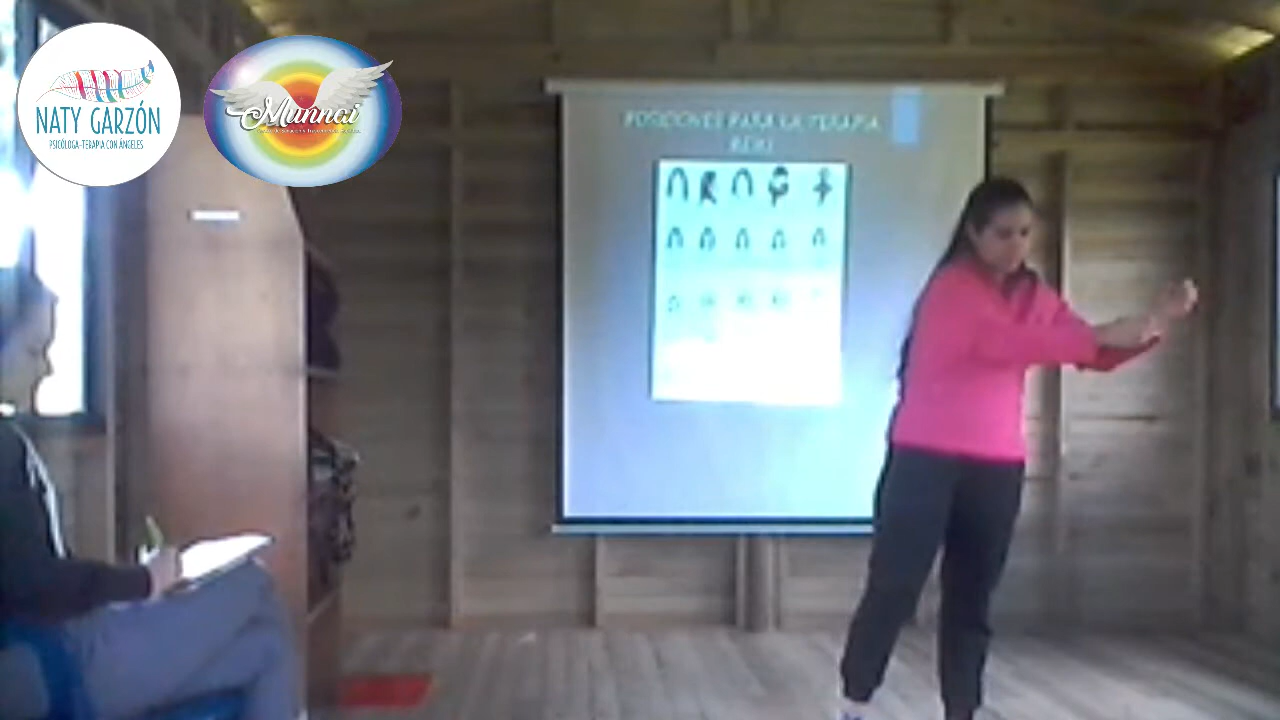 NATY GARZÓN
PSICÓLOGA-TERAPIA CON ÁNGELES
Munnai
POSICIONES PARA LA TERAPIA
REIKI